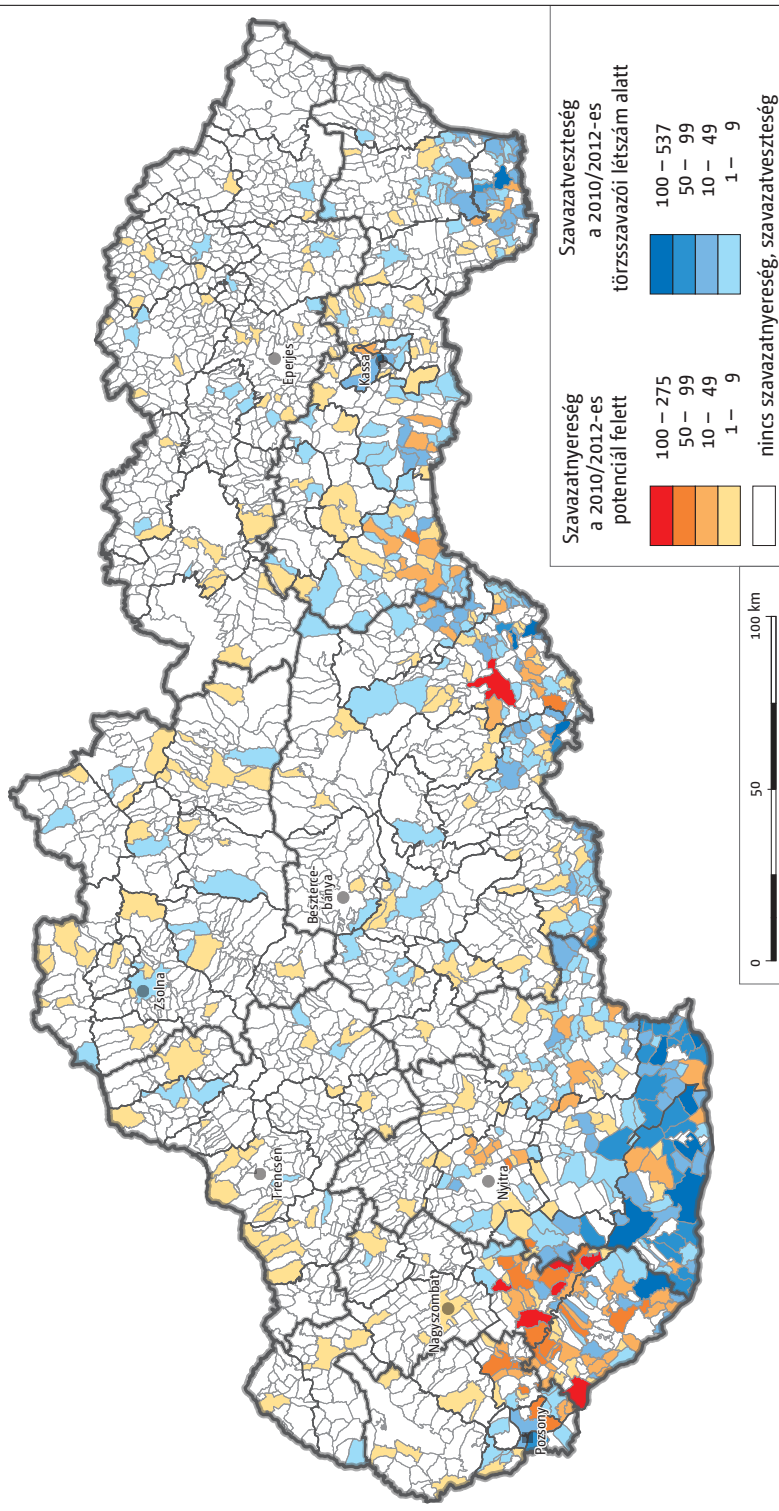 Eperjes
Kassa
Zsolna
Besztercе-
bánya
Trencsén
Nyitra
Nagyszombat
Pozsony
0
50
100 km
Szavazatnyereség
a 2010/2012-es
potenciál felett
100 – 275
50 – 99
10 – 49
1 – 9
Szavazatveszteség
a 2010/2012-es
törzsszavazói létszám alatt
100 – 537
50 – 99
10 – 49
1 – 9
nincs szavazatnyereség, szavazatveszteség